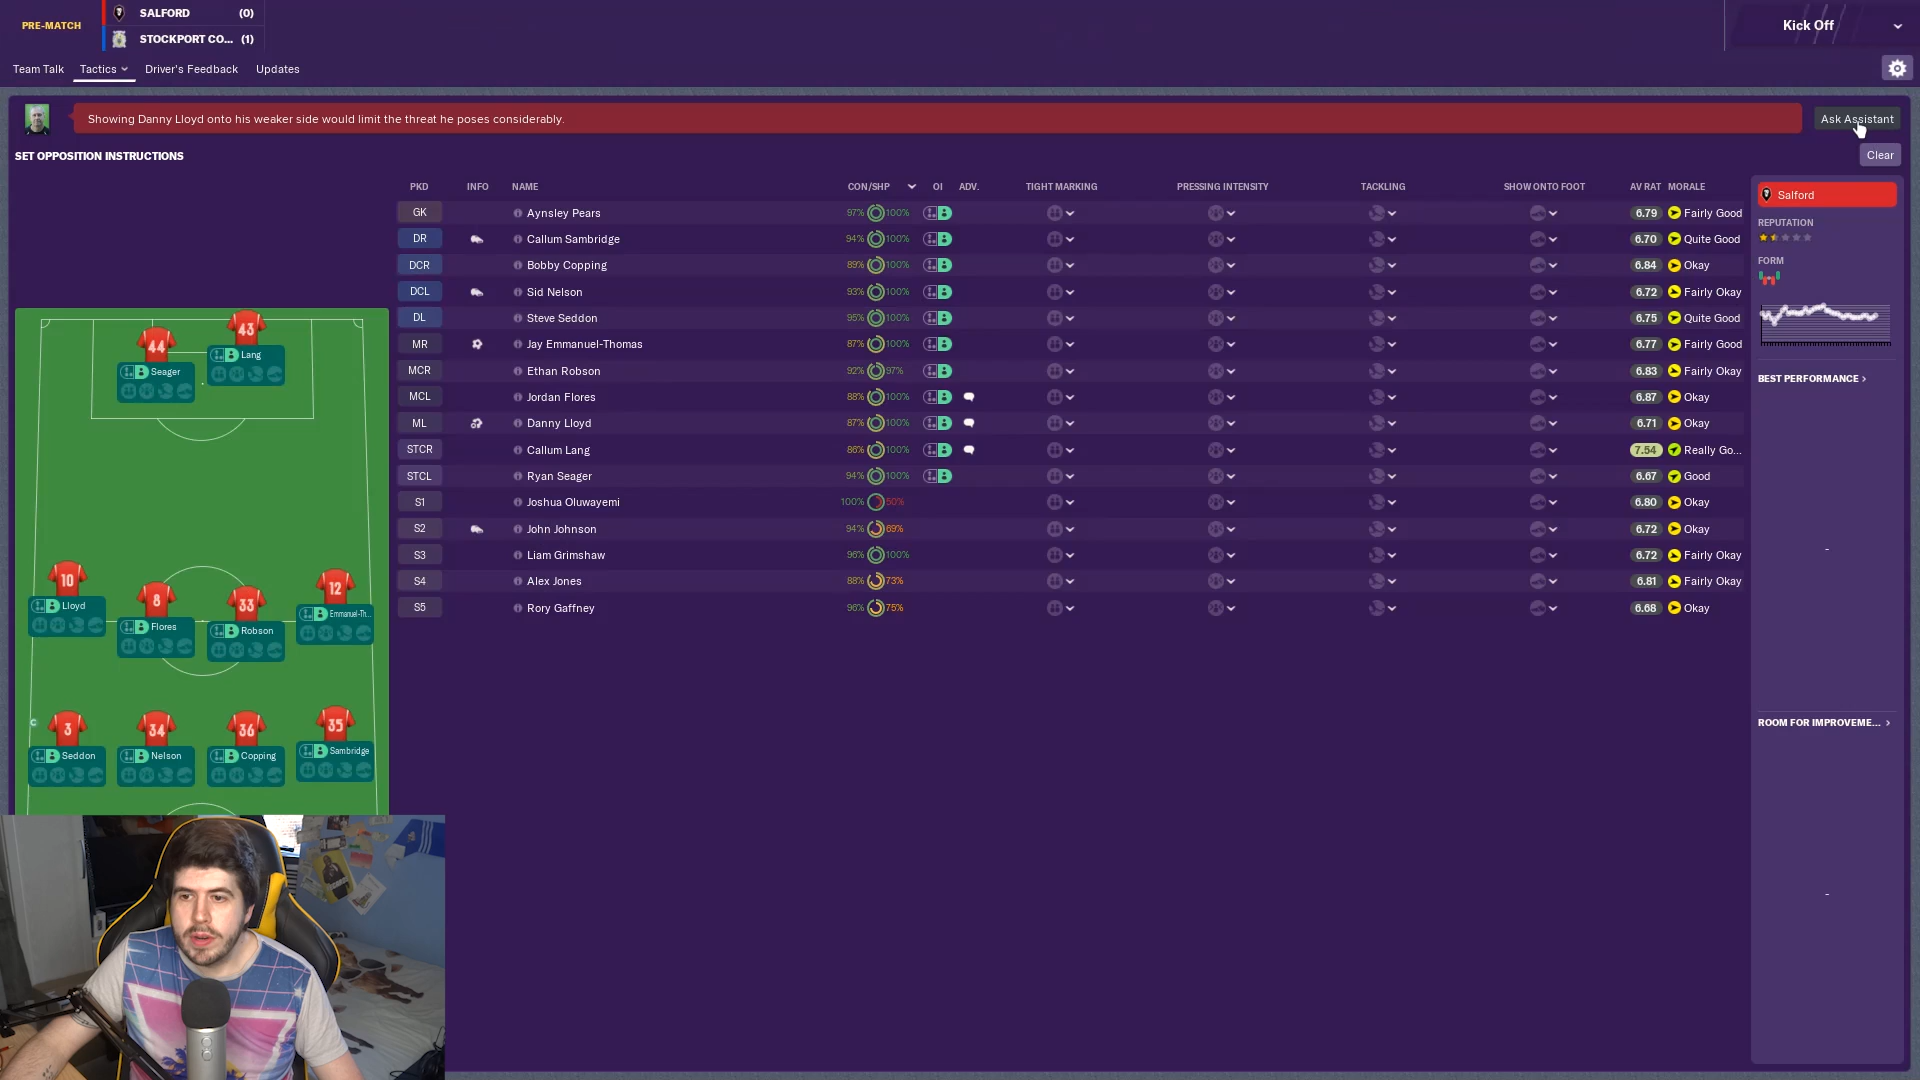 PRE-MATCH
SALFORD (0)
STOCKPORT CO... (1)
Kick Off
Team Talk Tactics Driver's Feedback Updates
Showing Danny Lloyd onto his weaker side would limit the threat he poses considerably.
Ask Assistant
SET OPPOSITION INSTRUCTIONS
Clear
PKD INFO NAME CON/SHP OI ADV. TIGHT MARKING PRESSING INTENSITY TACKLING SHOW ONTO FOOT AV RAT MORALE
GK Aynsley Pears 97% 100% 6.79 Fairly Good
DR Callum Sambridge 94% 100% 6.70 Quite Good
DCR Bobby Copping 89% 100% 6.84 Okay
DCL Sid Nelson 93% 100% 6.72 Fairly Okay
DL Steve Seddon 95% 100% 6.75 Quite Good
MR Jay Emmanuel-Thomas 87% 100% 6.77 Fairly Good
MCR Ethan Robson 92% 97% 6.83 Fairly Okay
MCL Jordan Flores 88% 100% 6.87 Okay
ML Danny Lloyd 87% 100% 6.71 Okay
STCR Callum Lang 86% 100% 7.54 Really Go...
STCL Ryan Seager 94% 100% 6.67 Good
S1 Joshua Oluwayemi 100% 50% 6.80 Okay
S2 John Johnson 94% 69% 6.72 Okay
S3 Liam Grimshaw 96% 100% 6.72 Fairly Okay
S4 Alex Jones 88% 73% 6.81 Fairly Okay
S5 Rory Gaffney 96% 75% 6.68 Okay
Salford
REPUTATION
FORM
BEST PERFORMANCE >
-
ROOM FOR IMPROVEME... >
-
44 43
Seager Lang
10 8 33 12
Lloyd Flores Robson Emmanuel-Th...
3 34 36 35
Seddon Nelson Copping Sambridge